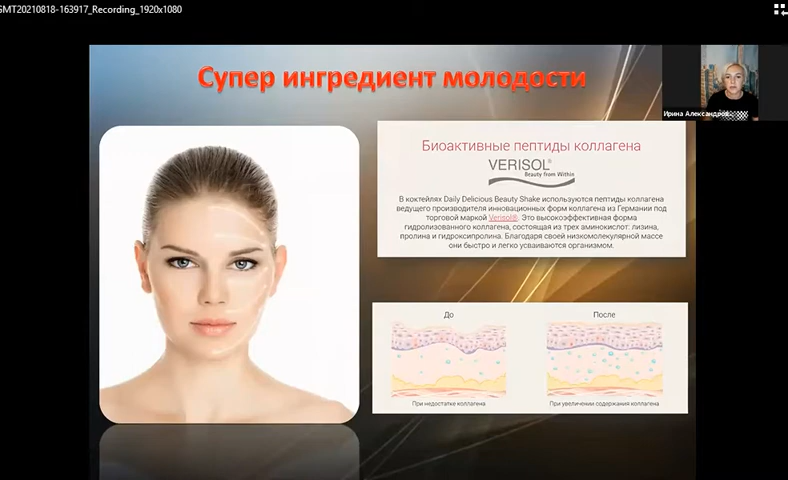 GMT20210818-163917_Recording_1920x1080
Супер ингредиент молодости
Ирина Александров...
Биоактивные пептиды коллагена
VERISOL®
Beauty from Within
В коктейлях Daily Delicious Beauty Shake используются пептиды коллагена
ведущего производителя инновационных форм коллагена из Германии под
торговой маркой Verisol®. Это высокоэффективная форма
гидролизованного коллагена, состоящая из трех аминокислот: лизина,
пролина и гидроксипролина. Благодаря своей низкомолекулярной массе
они быстро и легко усваиваются организмом.
До
После
При недостатке коллагена
При увеличении содержания коллагена